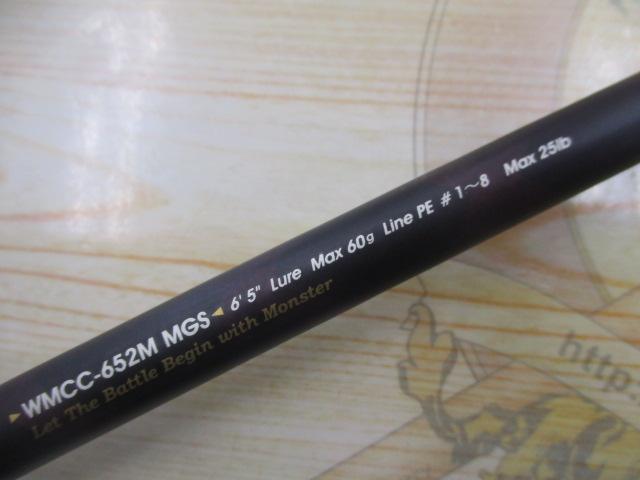 WMCC-652M MGS 6' 5" Lure Max 60g Line PE # 1～8 Max 25lb
Let The Battle Begin with Monster
http: